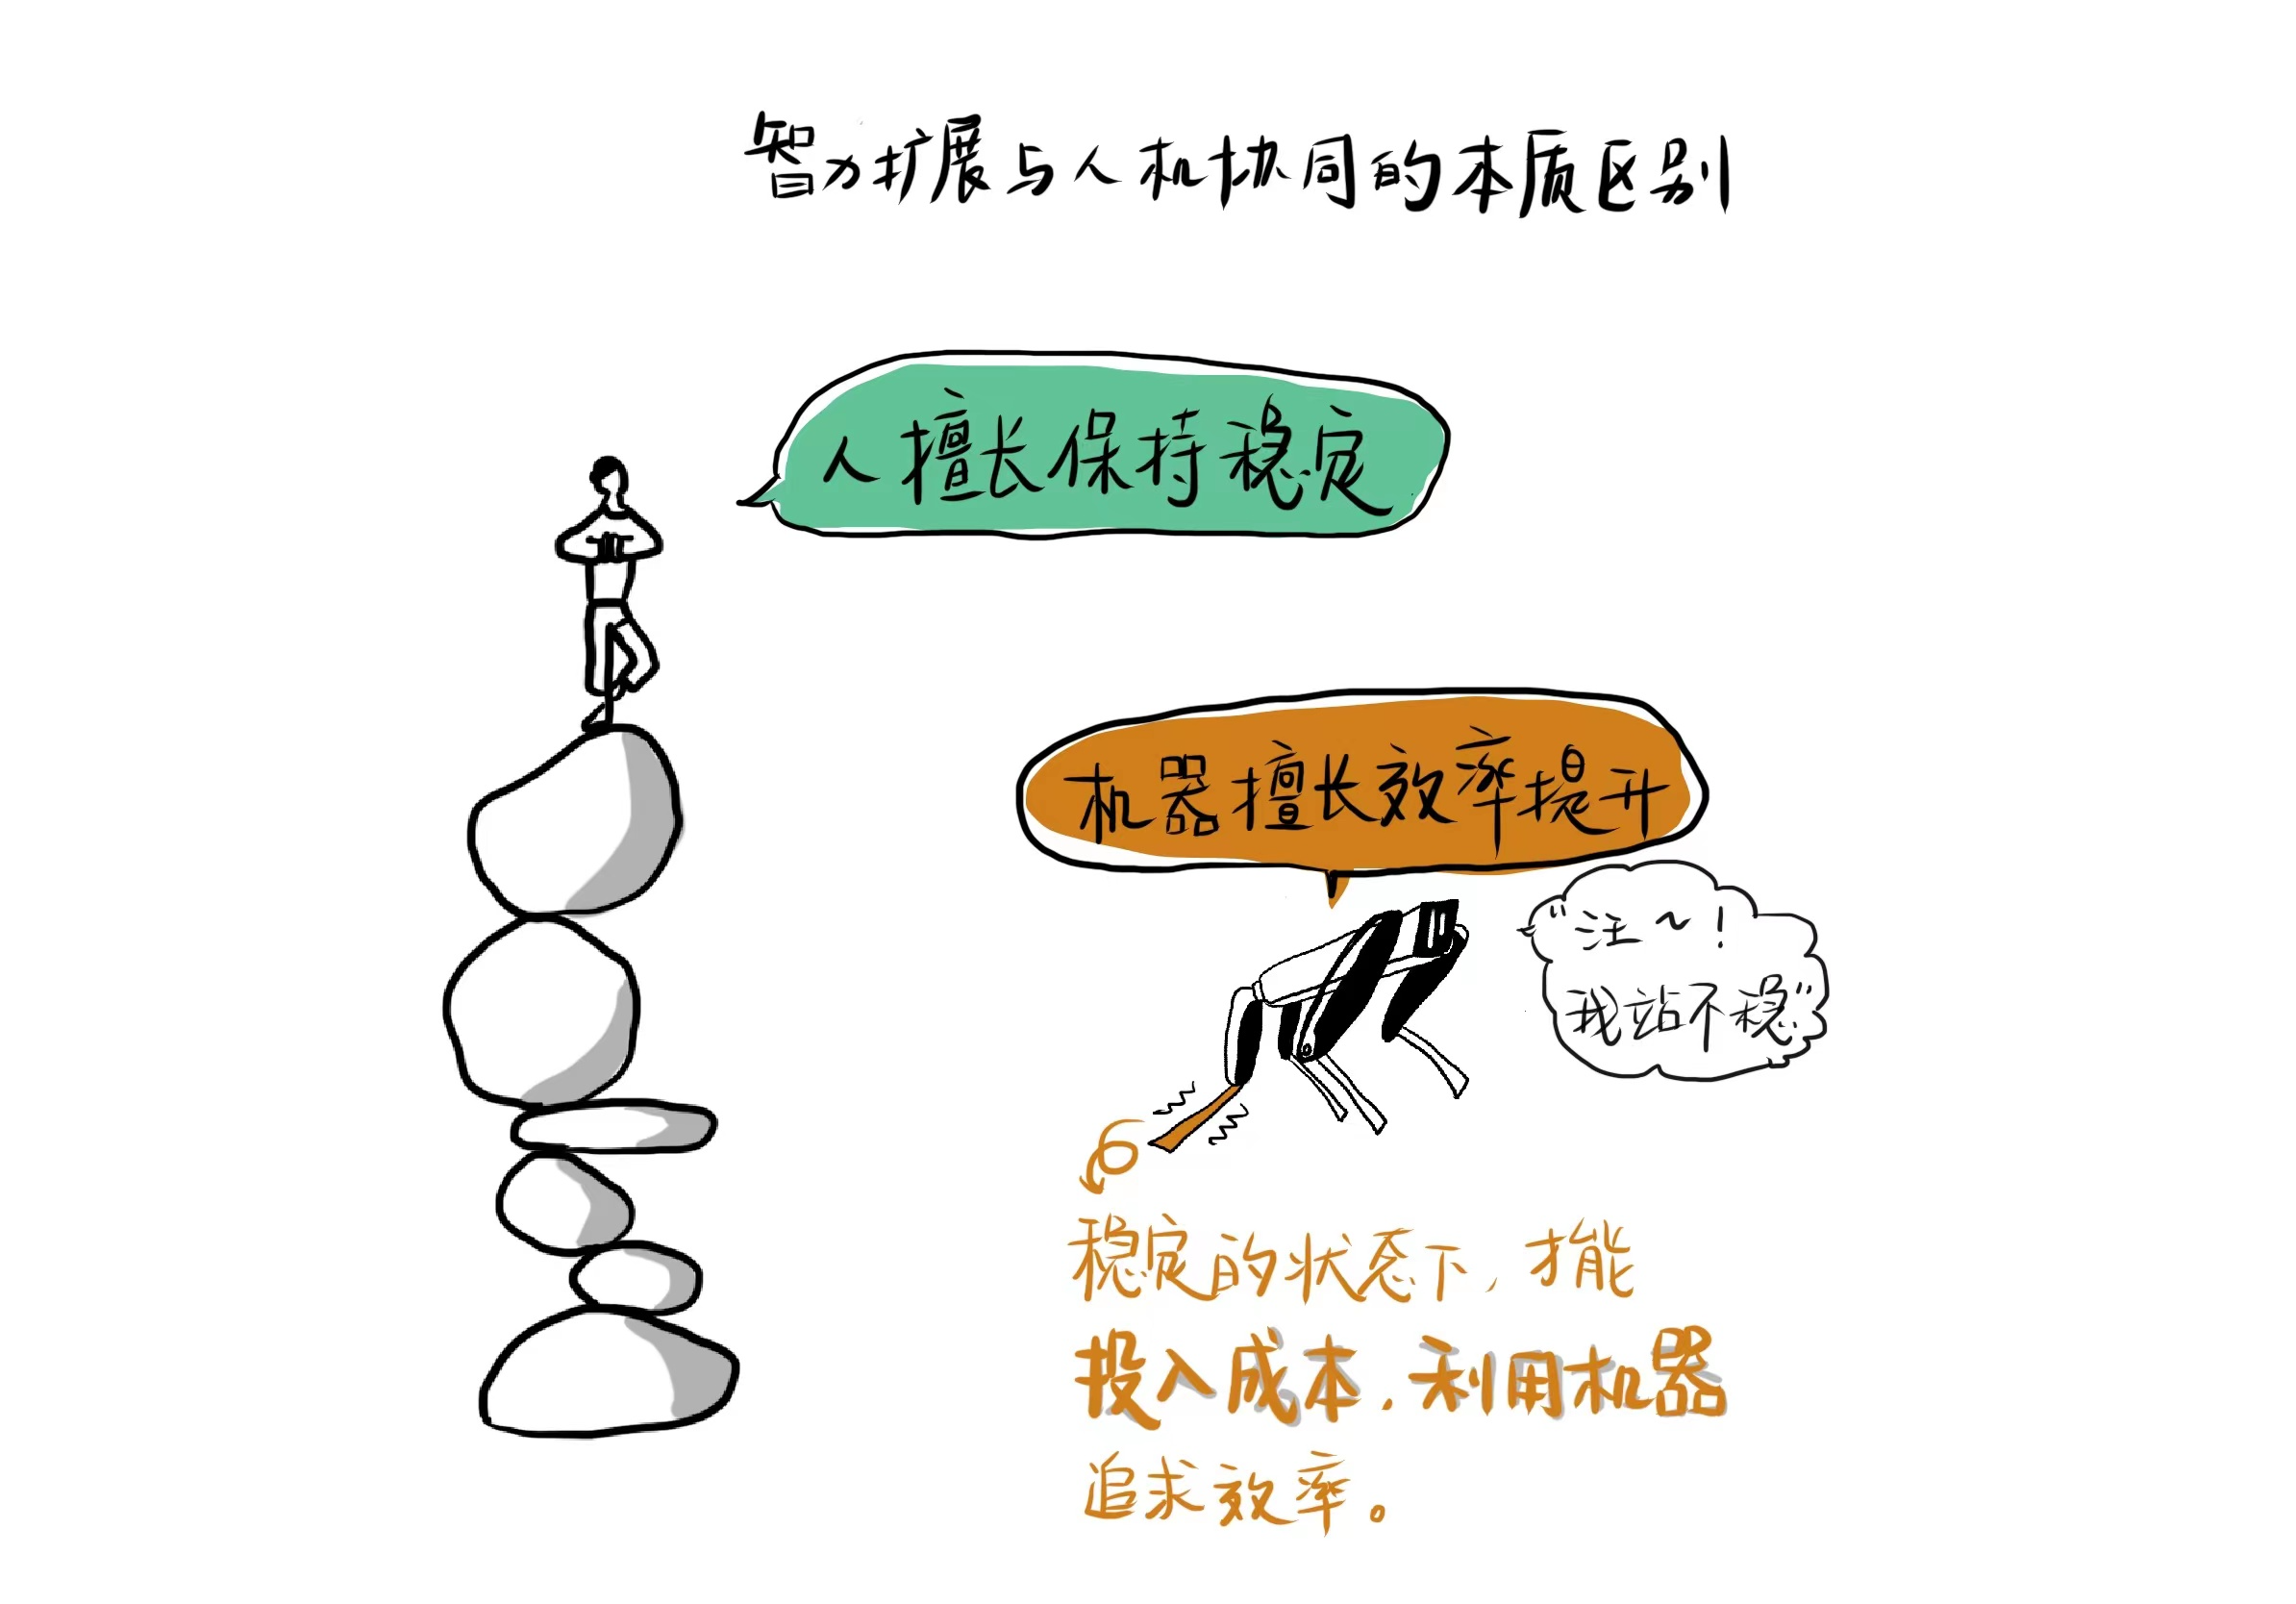 智力扩展与人机协同的本质区别
人擅长保持稳定
机器擅长效率提升
“汪~！
我站不稳”
稳定的状态下，才能
投入成本，利用机器
追求效率。